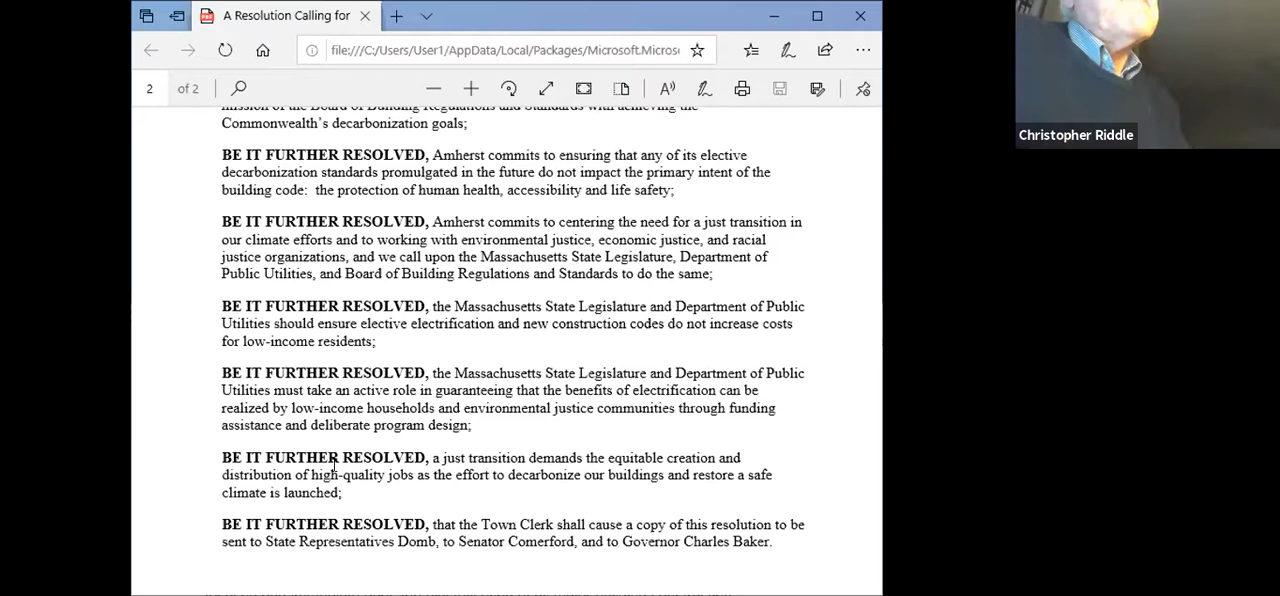 A Resolution Calling for
file:///C:/Users/User1/AppData/Local/Packages/Microsoft.Micros
2 of 2
mission of the Board of Building Regulations and Standards with achieving the
Commonwealth's decarbonization goals;
BE IT FURTHER RESOLVED, Amherst commits to ensuring that any of its elective
decarbonization standards promulgated in the future do not impact the primary intent of the
building code:  the protection of human health, accessibility and life safety;
BE IT FURTHER RESOLVED, Amherst commits to centering the need for a just transition in
our climate efforts and to working with environmental justice, economic justice, and racial
justice organizations, and we call upon the Massachusetts State Legislature, Department of
Public Utilities, and Board of Building Regulations and Standards to do the same;
BE IT FURTHER RESOLVED, the Massachusetts State Legislature and Department of Public
Utilities should ensure elective electrification and new construction codes do not increase costs
for low-income residents;
BE IT FURTHER RESOLVED, the Massachusetts State Legislature and Department of Public
Utilities must take an active role in guaranteeing that the benefits of electrification can be
realized by low-income households and environmental justice communities through funding
assistance and deliberate program design;
BE IT FURTHER RESOLVED, a just transition demands the equitable creation and
distribution of high-quality jobs as the effort to decarbonize our buildings and restore a safe
climate is launched;
BE IT FURTHER RESOLVED, that the Town Clerk shall cause a copy of this resolution to be
sent to State Representatives Domb, to Senator Comerford, and to Governor Charles Baker.
Christopher Riddle